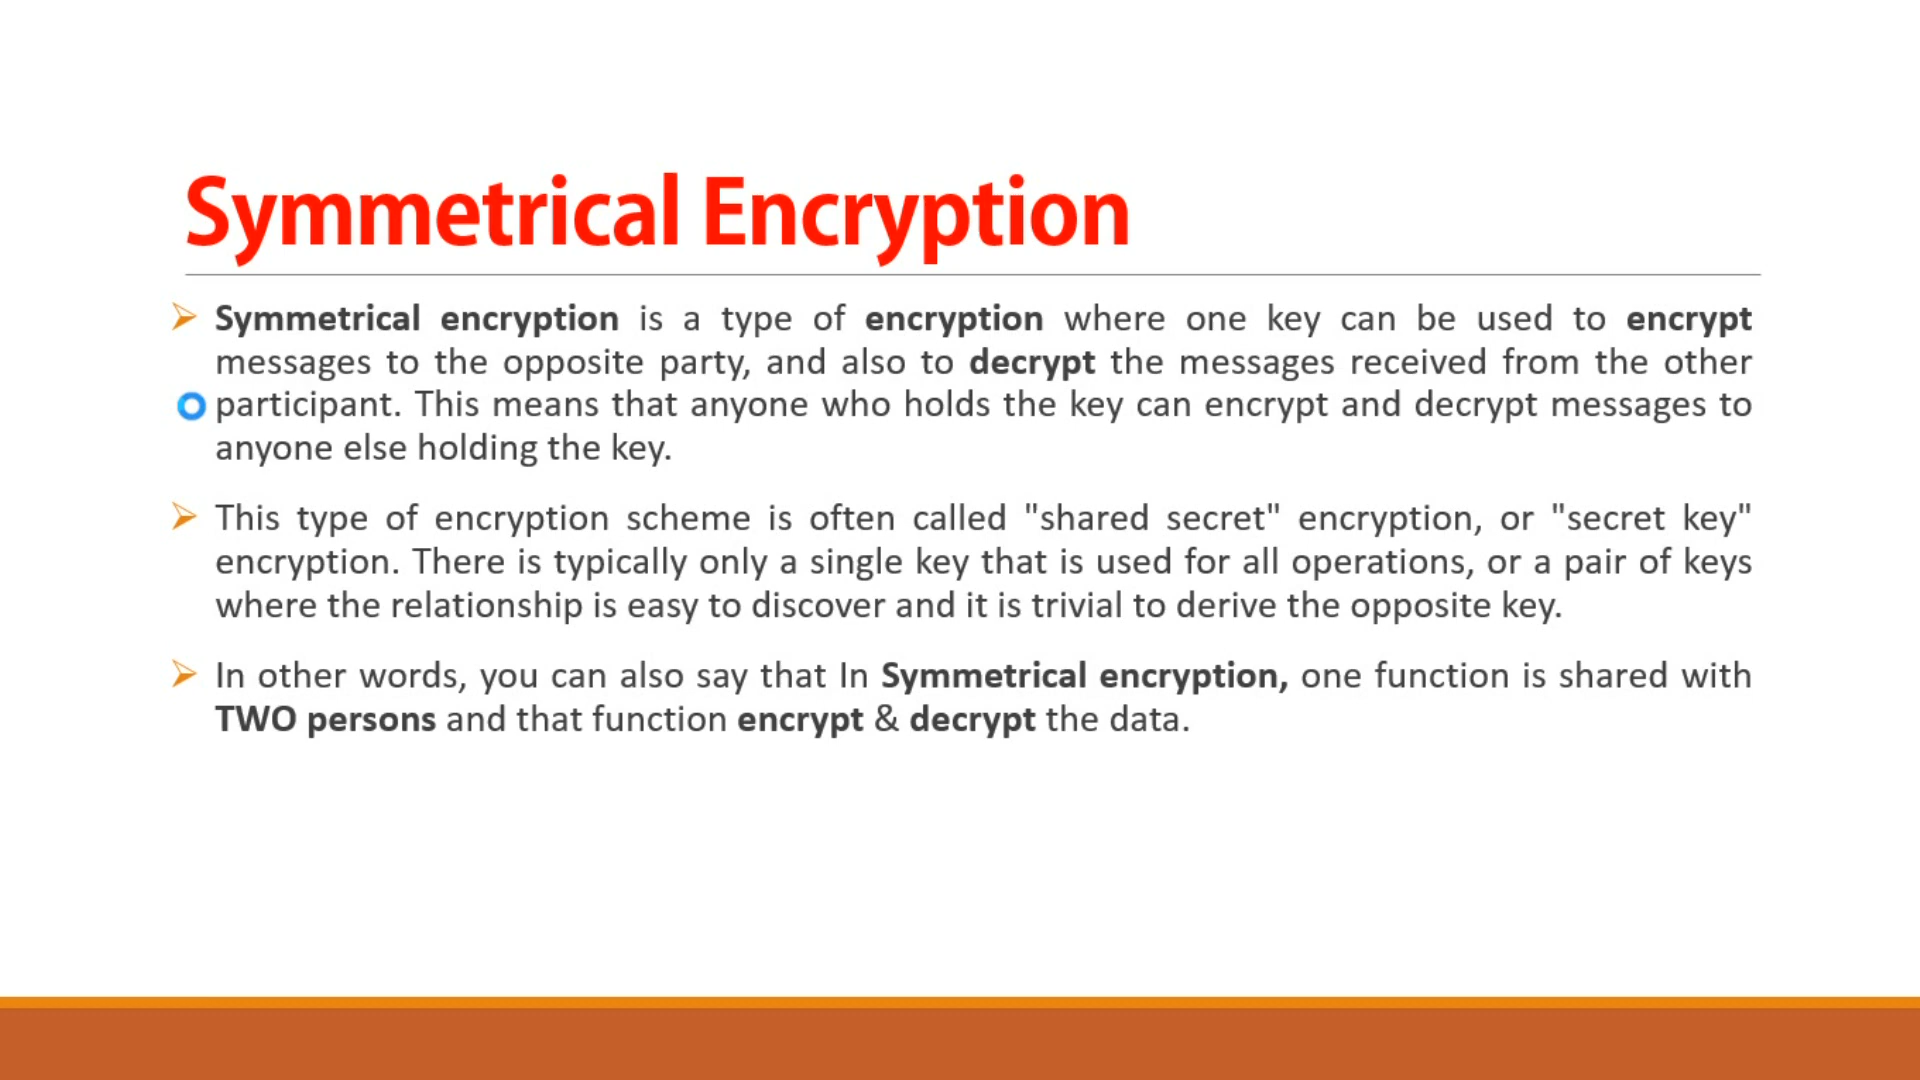 Symmetrical Encryption
Symmetrical encryption is a type of encryption where one key can be used to encrypt
messages to the opposite party, and also to decrypt the messages received from the other
participant. This means that anyone who holds the key can encrypt and decrypt messages to
anyone else holding the key.
This type of encryption scheme is often called "shared secret" encryption, or "secret key"
encryption. There is typically only a single key that is used for all operations, or a pair of keys
where the relationship is easy to discover and it is trivial to derive the opposite key.
In other words, you can also say that In Symmetrical encryption, one function is shared with
TWO persons and that function encrypt & decrypt the data.